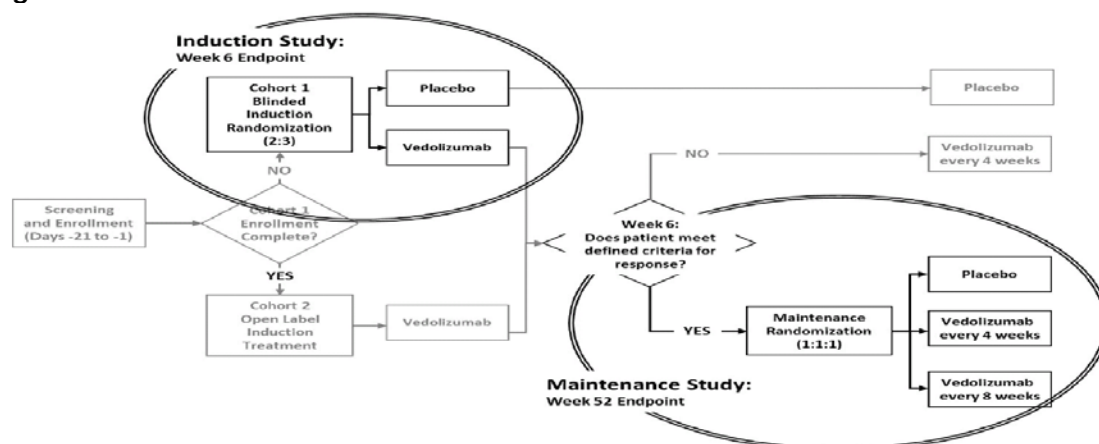 g
Induction Study:
Week 6 Endpoint
Cohort 1
Blinded
Induction
Randomization
(2:3)
Placebo
Vedolizumab
Placebo
Vedolizumab
every 4 weeks
NO
NO
Screening
and Enrollment
(Days -21 to -1)
Cohort 1
Enrollment
Complete?
YES
Cohort 2
Open Label
Induction
Treatment
Vedolizumab
Week 6:
Does patient meet
defined criteria for
response?
YES
Maintenance
Randomization
(1:1:1)
Placebo
Vedolizumab
every 4 weeks
Vedolizumab
every 8 weeks
Maintenance Study:
Week 52 Endpoint